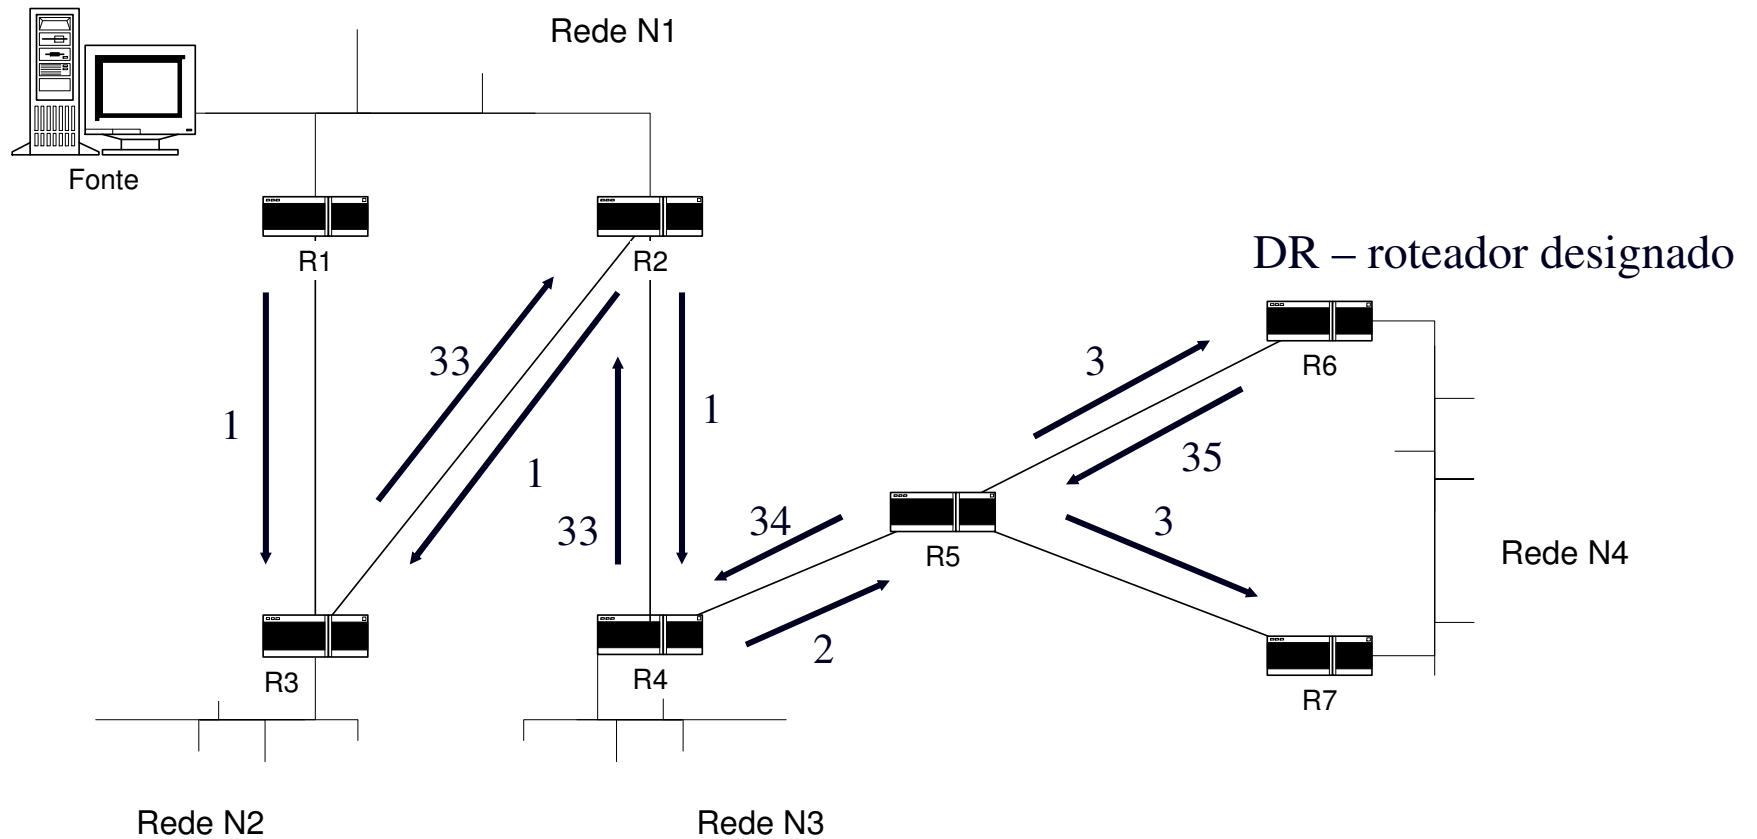 Rede N1
Fonte
R1
R2
DR – roteador designado
R6
33
3
1
1
35
1
33
34
3
R5
Rede N4
2
R3
R4
R7
Rede N2
Rede N3